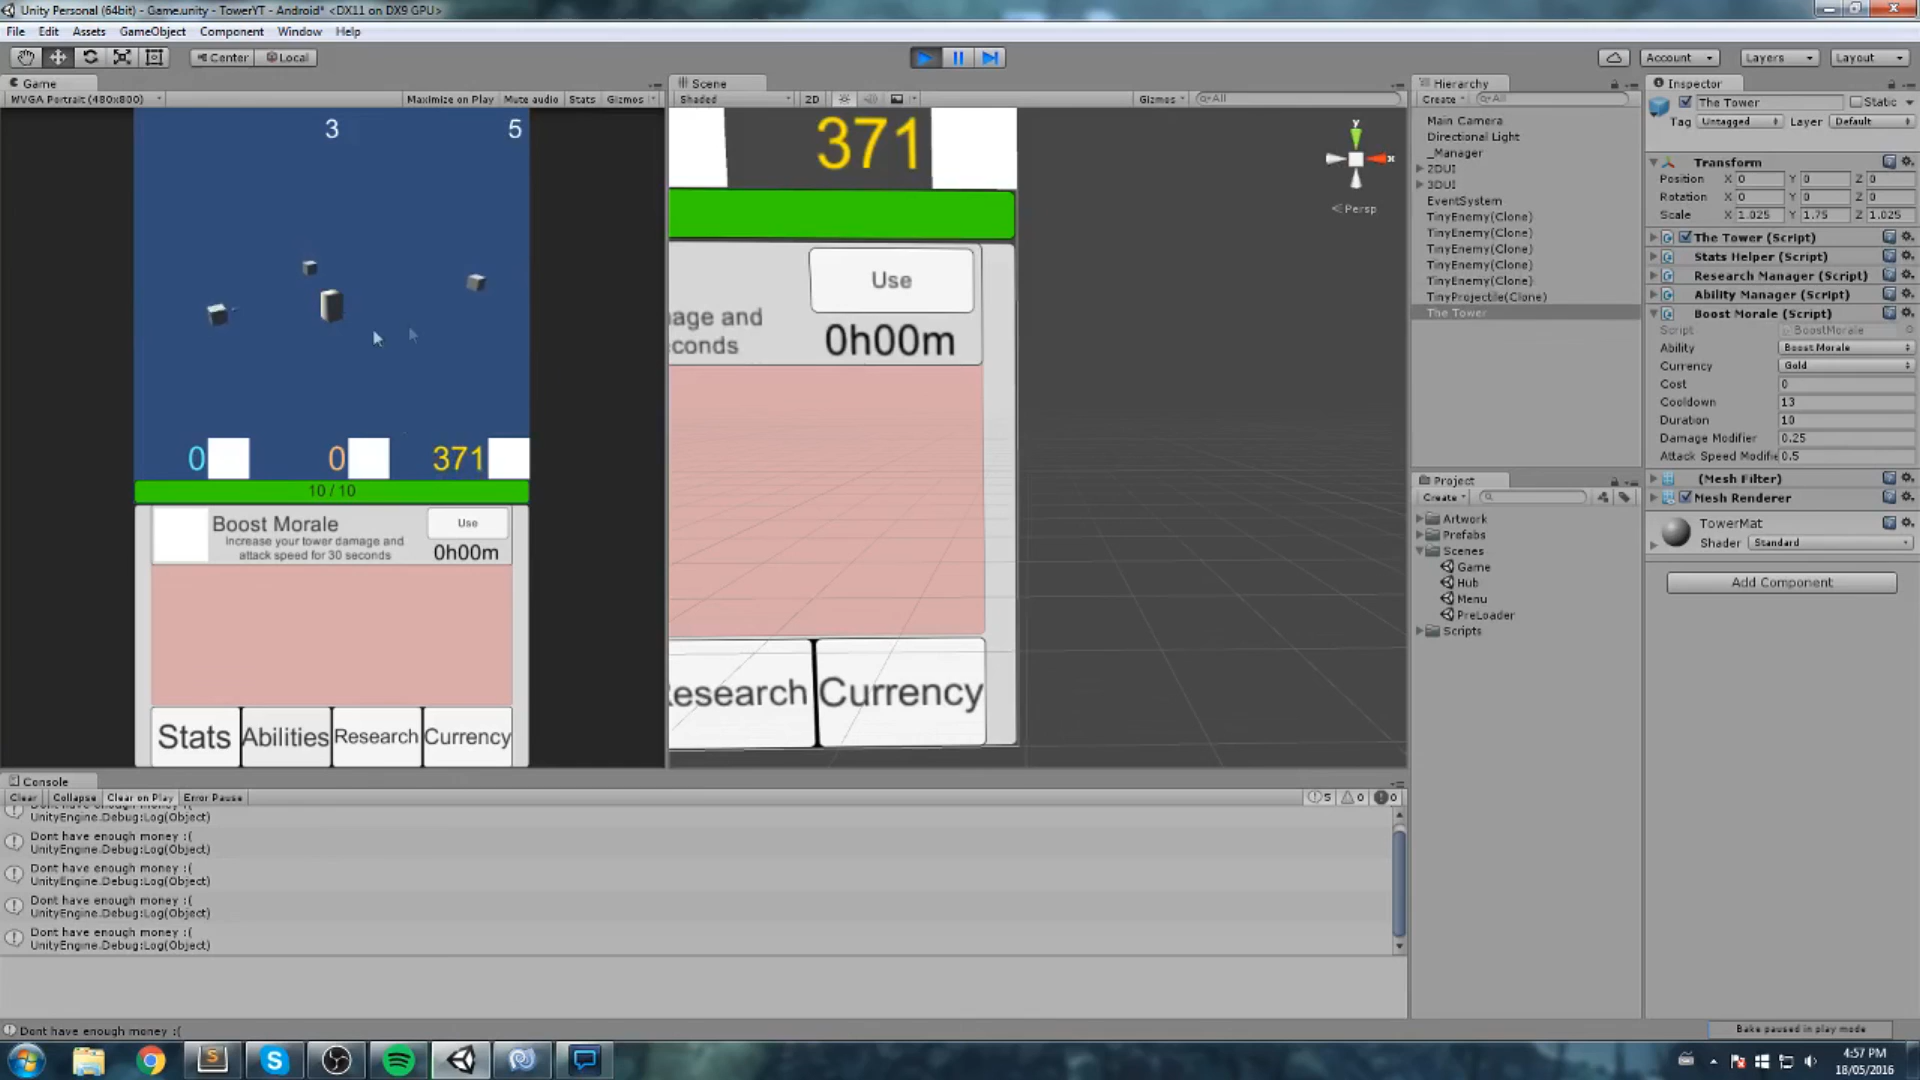 Unity Personal (64bit) - Game.unity - TowerYT - Android* <DX11 on DX9 GPU>
File Edit Assets GameObject Component Window Help
Center Local
Account Layers Layout
Game
WVGA Portrait (480x800) Maximize on Play Mute audio Stats Gizmos
3 5
0 0 371
10 / 10
Boost Morale
Increase your tower damage and
attack speed for 30 seconds
Use
0h00m
Stats Abilities Research Currency
Scene
Shaded 2D Gizmos All
371
Use
age and
conds
0h00m
esearch Currency
y
x
Persp
Hierarchy
Create All
Main Camera
Directional Light
_Manager
2DUI
3DUI
EventSystem
TinyEnemy(Clone)
TinyEnemy(Clone)
TinyEnemy(Clone)
TinyEnemy(Clone)
TinyEnemy(Clone)
TinyProjectile(Clone)
The Tower
Project
Create
Artwork
Prefabs
Scenes
Game
Hub
Menu
PreLoader
Scripts
Inspector
The Tower Static
Tag Untagged Layer Default
Transform
Position X 0 Y 0 Z 0
Rotation X 0 Y 0 Z 0
Scale X 1.025 Y 1.75 Z 1.025
The Tower (Script)
Stats Helper (Script)
Research Manager (Script)
Ability Manager (Script)
Boost Morale (Script)
Script BoostMorale
Ability Boost Morale
Currency Gold
Cost 0
Cooldown 13
Duration 10
Damage Modifier 0.25
Attack Speed Modifie 0.5
(Mesh Filter)
Mesh Renderer
TowerMat
Shader Standard
Add Component
Console
Clear Collapse Clear on Play Error Pause 5 0 0
Dont have enough money :(
UnityEngine.Debug:Log(Object)
Dont have enough money :(
UnityEngine.Debug:Log(Object)
Dont have enough money :(
UnityEngine.Debug:Log(Object)
Dont have enough money :(
UnityEngine.Debug:Log(Object)
Dont have enough money :(
UnityEngine.Debug:Log(Object)
Dont have enough money :(
Bake paused in play mode
4:57 PM
18/05/2016